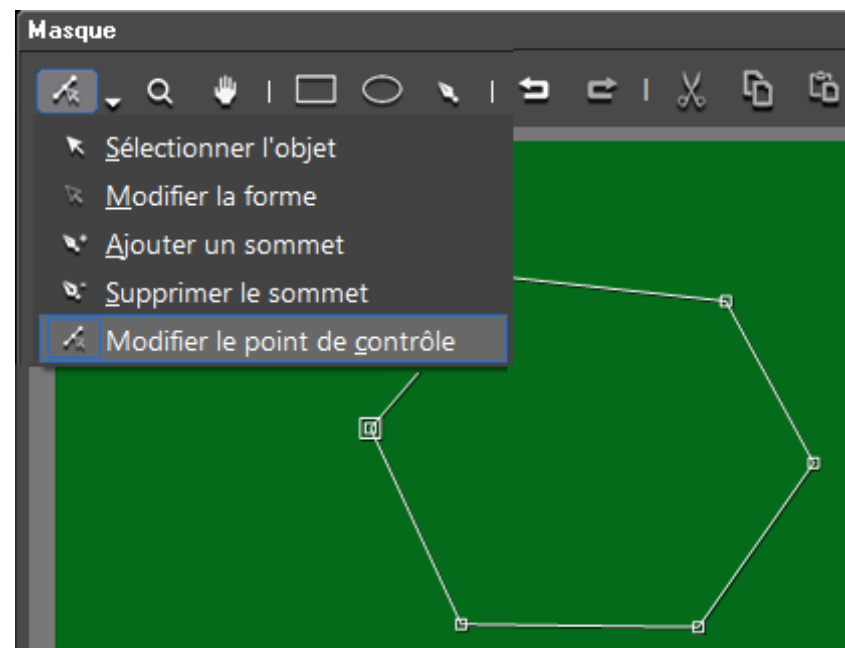 Masque
Sélectionner l'objet
Modifier la forme
Ajouter un sommet
Supprimer le sommet
Modifier le point de contrôle